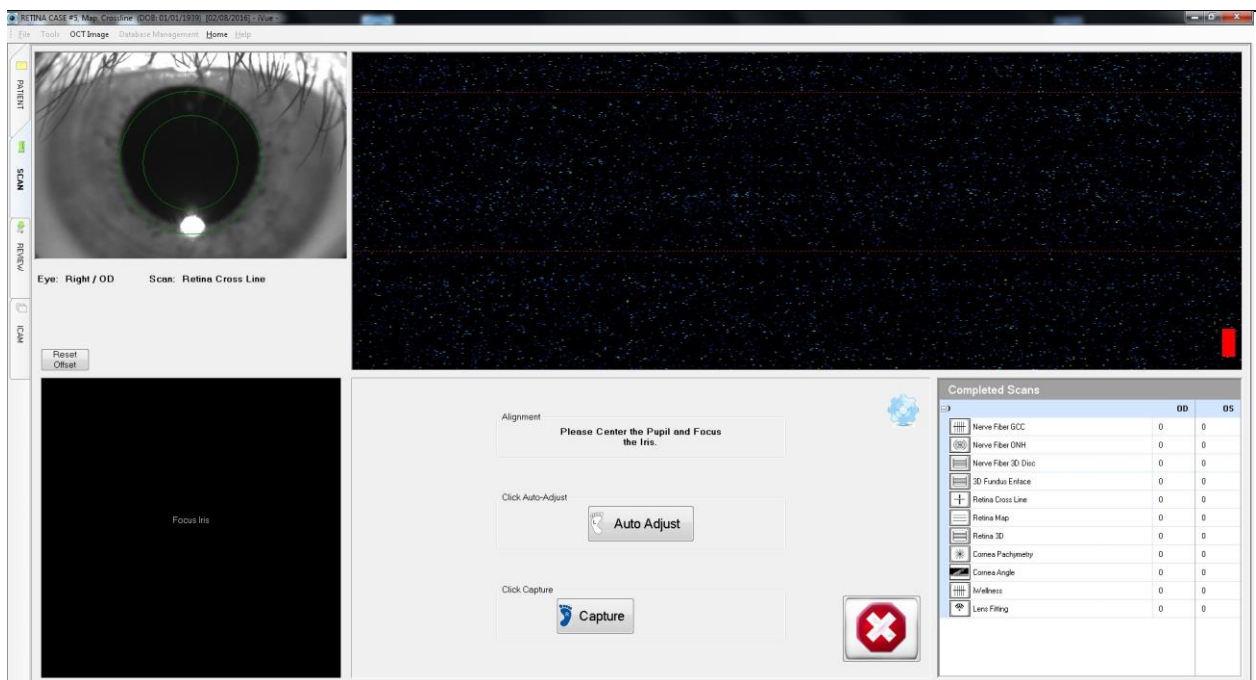 RETINA CASE #5, Map, Crossline (DOB: 01/01/1939) [02/08/2016] - iVue -
File Tools OCT Image Database Management Home Help
PATIENT
SCAN
REVIEW
ICAM
Eye: Right / OD Scan: Retina Cross Line
Reset
Offset
Focus Iris
Alignment
Please Center the Pupil and Focus
the Iris.
Click Auto-Adjust
Auto Adjust
Click Capture
Capture
Completed Scans
OD OS
Nerve Fiber GCC 0 0
Nerve Fiber ONH 0 0
Nerve Fiber 3D Disc 0 0
3D Fundus Enface 0 0
Retina Cross Line 0 0
Retina Map 0 0
Retina 3D 0 0
Cornea Pachymetry 0 0
Cornea Angle 0 0
iWellness 0 0
Lens Fitting 0 0